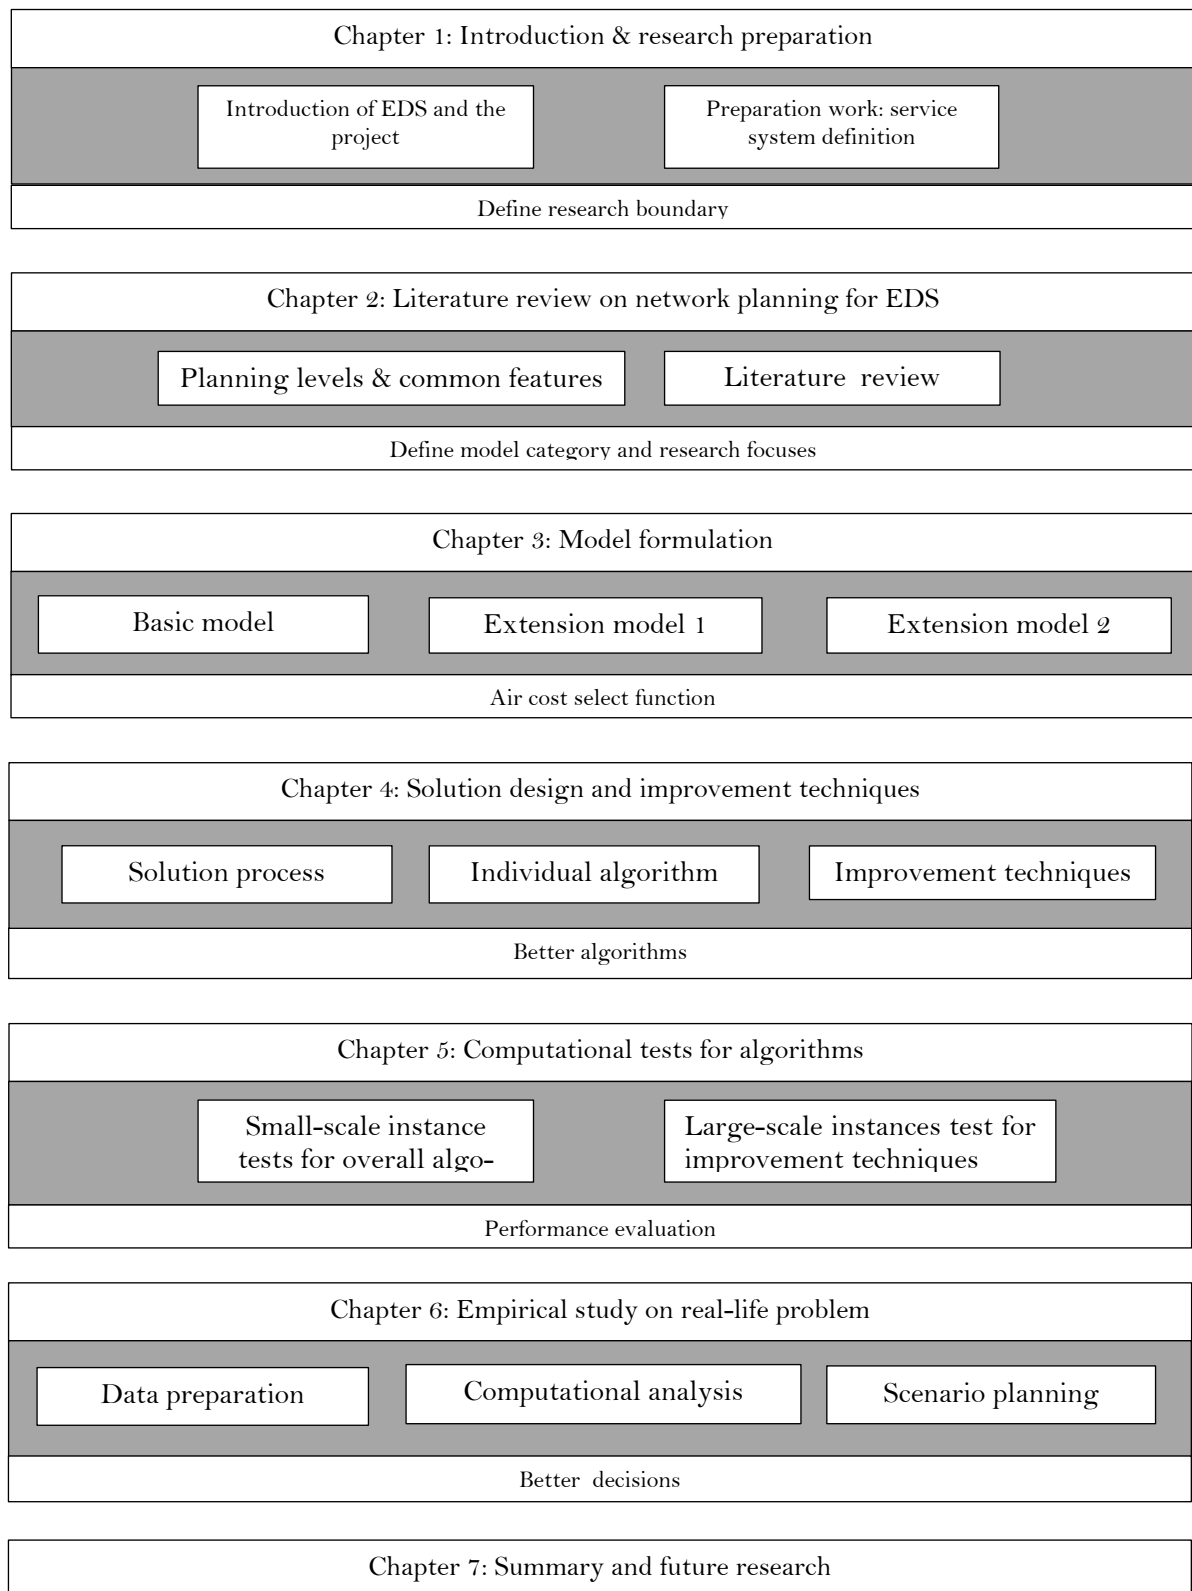 Chapter 1: Introduction & research preparation
Introduction of EDS and the
project
Preparation work: service
system definition
Define research boundary
Chapter 2: Literature review on network planning for EDS
Planning levels & common features
Literature review
Define model category and research focuses
Chapter 3: Model formulation
Basic model
Extension model 1
Extension model 2
Air cost select function
Chapter 4: Solution design and improvement techniques
Solution process
Individual algorithm
Improvement techniques
Better algorithms
Chapter 5: Computational tests for algorithms
Small-scale instance
tests for overall algo-
Large-scale instances test for
improvement techniques
Performance evaluation
Chapter 6: Empirical study on real-life problem
Data preparation
Computational analysis
Scenario planning
Better decisions
Chapter 7: Summary and future research